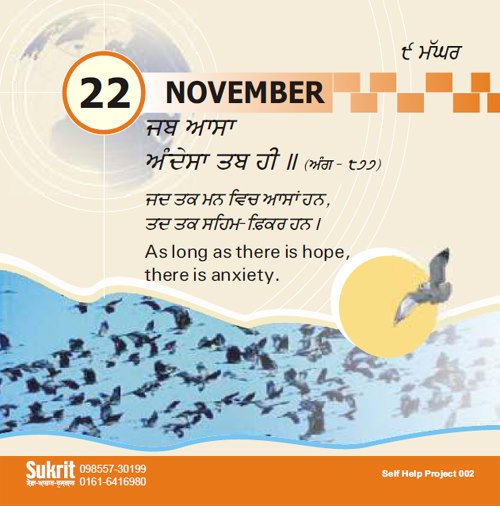 ੯ ਮੱਘਰ
22 NOVEMBER
ਜਬ ਆਸਾ
ਅੰਦੇਸਾ ਤਬ ਹੀ ॥ (ਅੰਗ - ੮੭੭)
ਜਦ ਤਕ ਮਨ ਵਿਚ ਆਸਾਂ ਹਨ,
ਤਦ ਤਕ ਸਹਿਮ-ਫ਼ਿਕਰ ਹਨ ।
As long as there is hope,
there is anxiety.
Sukrit 098557-30199
0161-6416980
Self Help Project 002